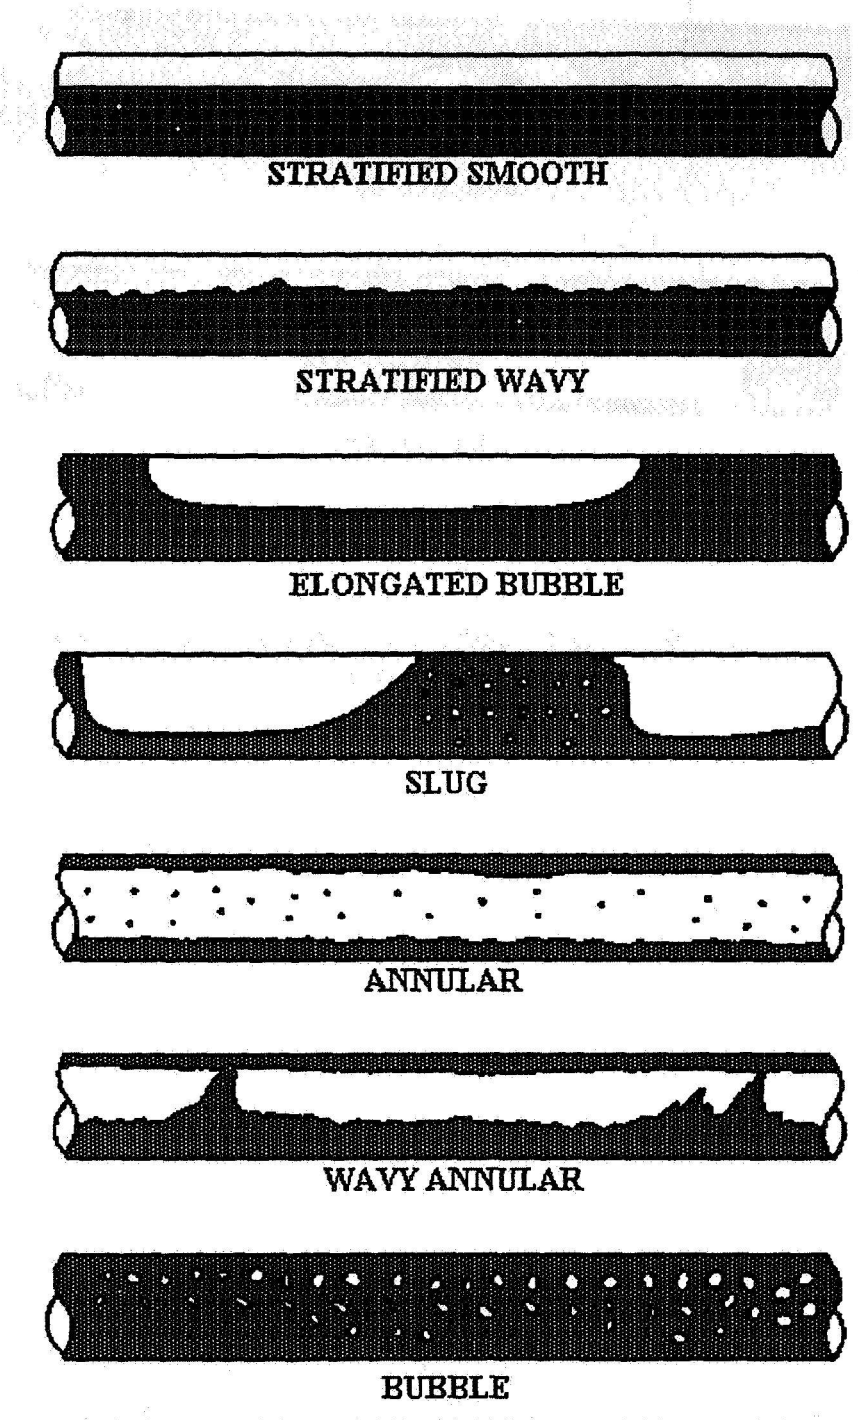 STRATIFIED SMOOTH
STRATIFIED WAVY
ELONGATED BUBBLE
SLUG
ANNULAR
WAVY ANNULAR
BUBBLE